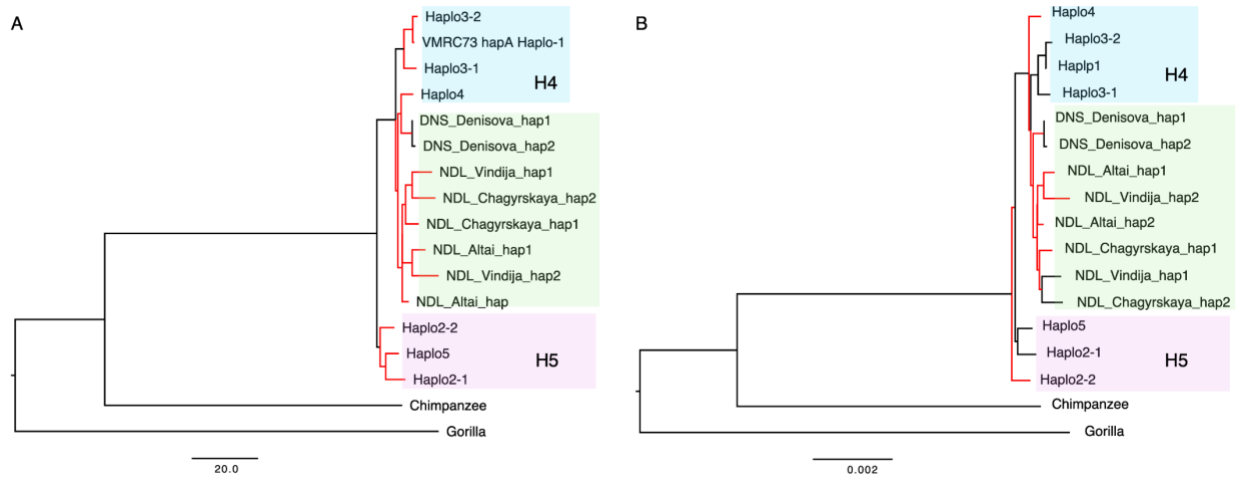 A
Haplo3-2
VMRC73 hapA Haplo-1
Haplo3-1
H4
Haplo4
DNS_Denisova_hap1
DNS_Denisova_hap2
NDL_Vindija_hap1
NDL_Chagyrskaya_hap2
NDL_Chagyrskaya_hap1
NDL_Altai_hap1
NDL_Vindija_hap2
NDL_Altai_hap
Haplo2-2
Haplo5
H5
Haplo2-1
Chimpanzee
Gorilla
20.0
B
Haplo4
Haplo3-2
Haplp1
H4
Haplo3-1
DNS_Denisova_hap1
DNS_Denisova_hap2
NDL_Altai_hap1
NDL_Vindija_hap2
NDL_Altai_hap2
NDL_Chagyrskaya_hap1
NDL_Vindija_hap1
NDL_Chagyrskaya_hap2
Haplo5
Haplo2-1
H5
Haplo2-2
Chimpanzee
Gorilla
0.002